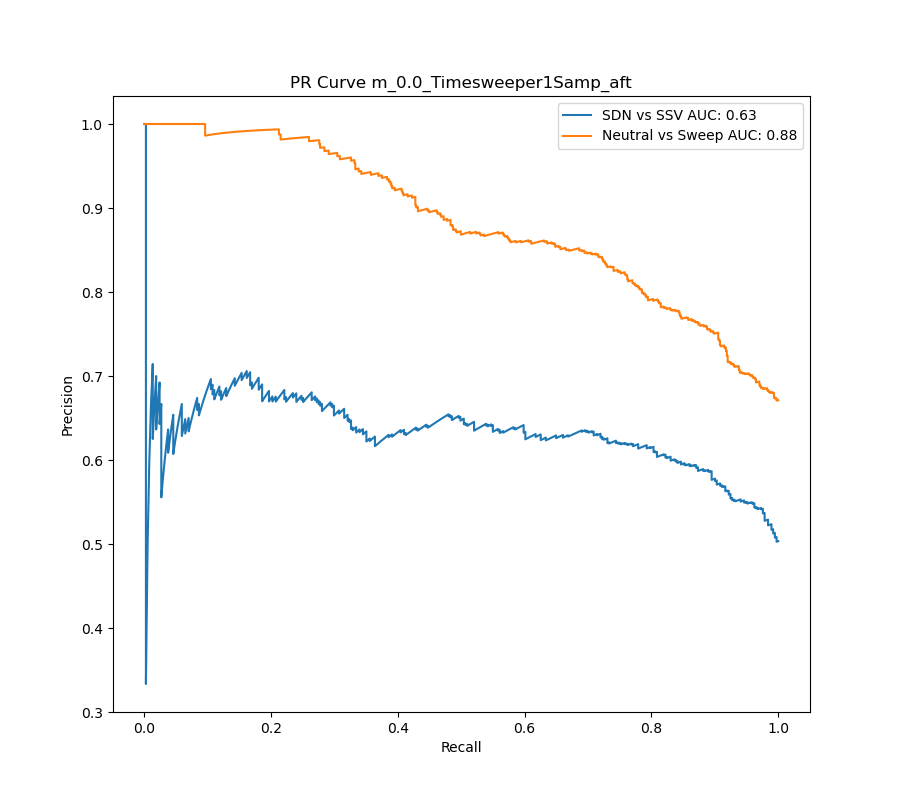 PR Curve m_0.0_Timesweeper1Samp_aft
SDN vs SSV AUC: 0.63
Neutral vs Sweep AUC: 0.88
1.0
0.9
0.8
0.7
0.6
0.5
0.4
0.3
Precision
0.0 0.2 0.4 0.6 0.8 1.0
Recall